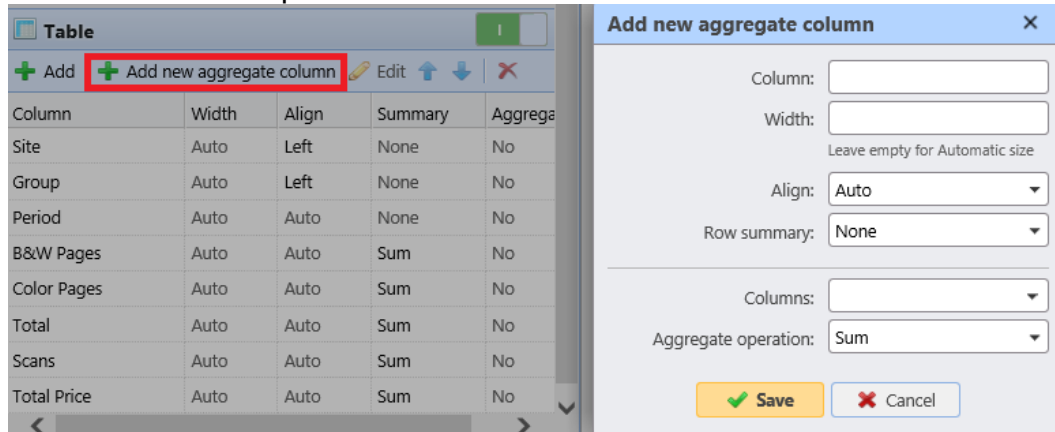 Table
I
Add Add new aggregate column Edit
Column Width Align Summary Aggrega
Site Auto Left None No
Group Auto Left None No
Period Auto Auto None No
B&W Pages Auto Auto Sum No
Color Pages Auto Auto Sum No
Total Auto Auto Sum No
Scans Auto Auto Sum No
Total Price Auto Auto Sum No
Add new aggregate column
Column:
Width:
Leave empty for Automatic size
Align: Auto
Row summary: None
Columns:
Aggregate operation: Sum
Save Cancel